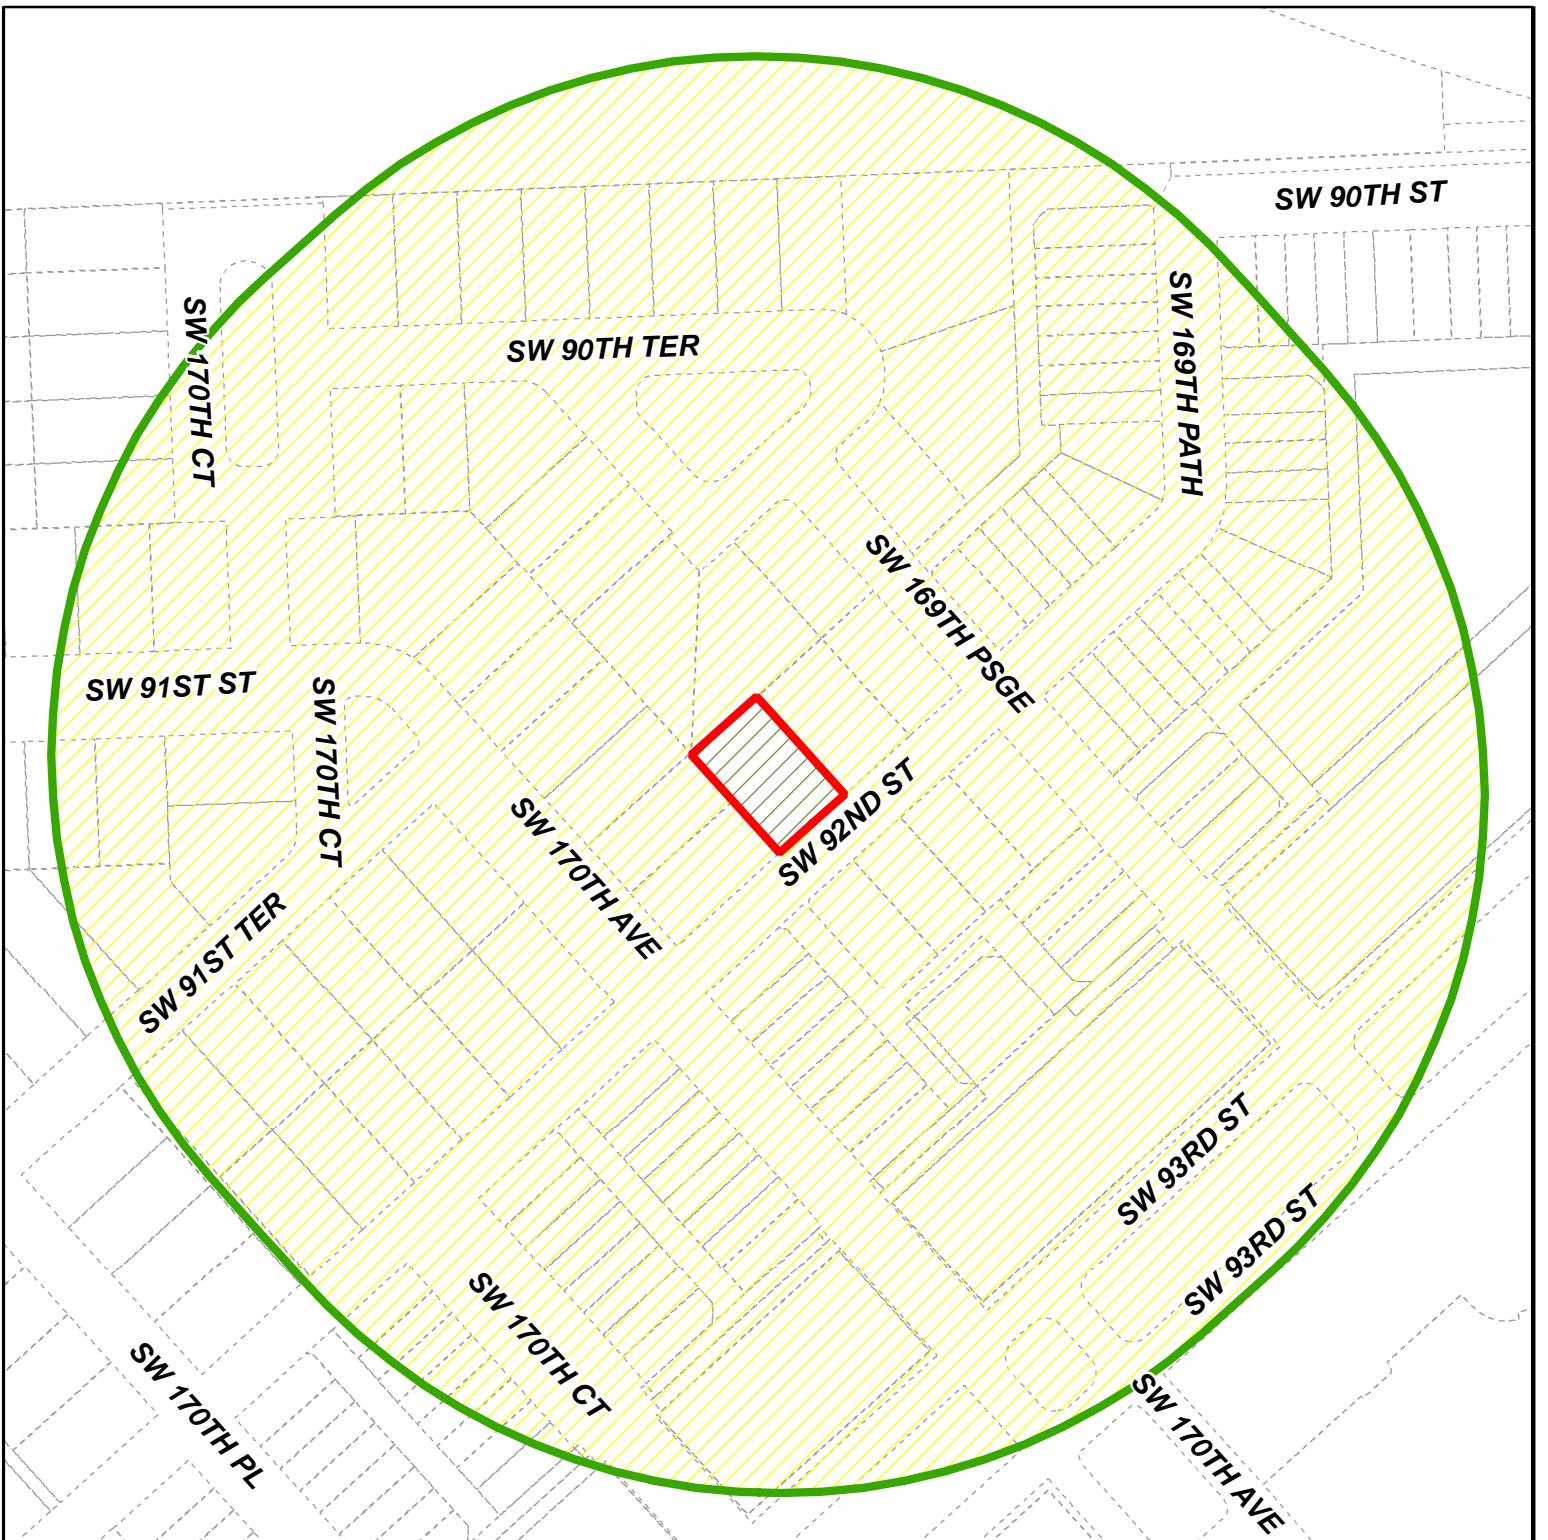 SW 90TH ST
SW 170TH CT
SW 90TH TER
SW 169TH PATH
SW 169TH PSGE
SW 91ST ST
SW 170TH CT
SW 92ND ST
SW 170TH AVE
SW 91ST TER
SW 93RD ST
SW 93RD ST
SW 170TH CT
SW 170TH PL
SW 170TH AVE